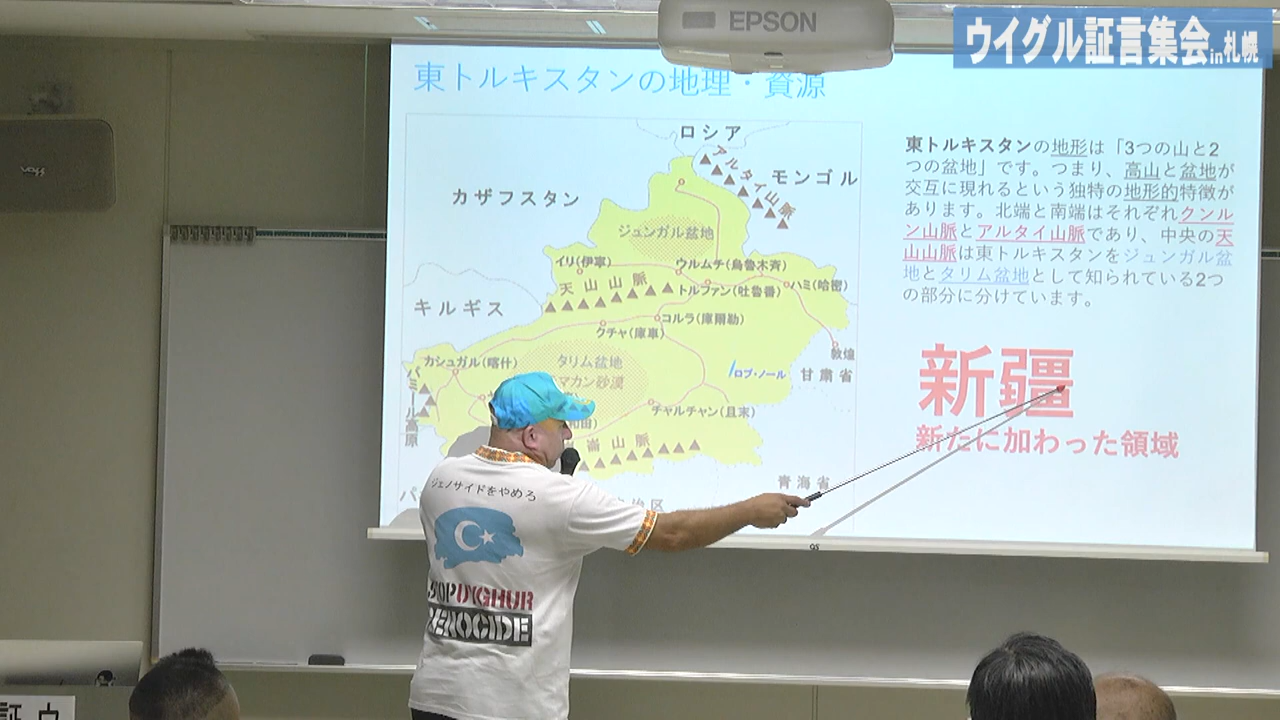 EPSON
ウイグル証言集会in札幌
東トルキスタンの地理・資源
ロシア
アルタイ山脈
モンゴル
カザフスタン
ジュンガル盆地
イリ(伊寧)
ウルムチ(烏魯木斉)
天山山脈
トルファン(吐魯番)
ハミ(哈密)
キルギス
コルラ(庫爾勒)
クチャ(庫車)
敦煌
カシュガル(喀什)
タリム盆地
ロブ・ノール
甘粛省
パミール高原
マカン砂漠
チャルチャン(且末)
和田)
崙山脈
青海省
東トルキスタンの地形は「3つの山と2
つの盆地」です。つまり、高山と盆地が
交互に現れるという独特の地形的特徴が
あります。北端と南端はそれぞれクンル
ン山脈とアルタイ山脈であり、中央の天
山山脈は東トルキスタンをジュンガル盆
地とタリム盆地として知られている2つ
の部分に分けています。
新疆
新たに加わった領域
ジェノサイドをやめろ
STOP UYGHUR
GENOCIDE